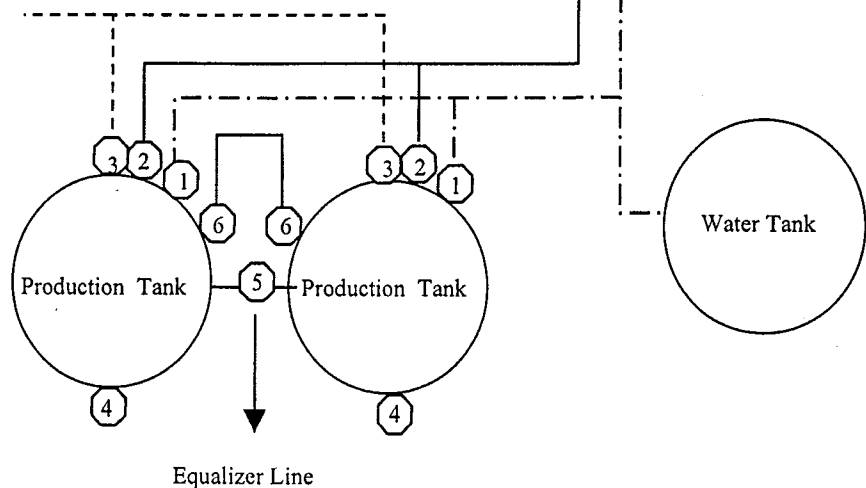 3 2 1
6 6
3 2 1
Water Tank
Production Tank
5
Production Tank
4
4
Equalizer Line